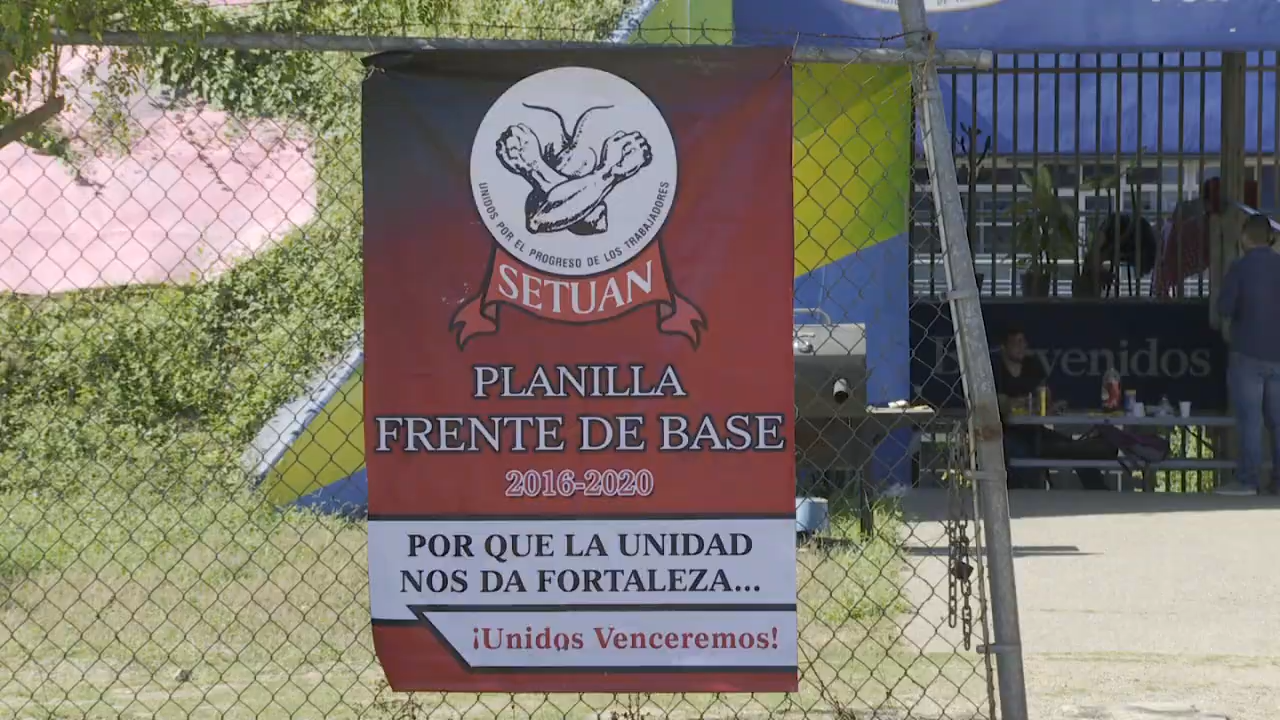 UNIDOS POR EL PROGRESO DE LOS TRABAJADORES
SETUAN
PLANILLA
FRENTE DE BASE
2016-2020
POR QUE LA UNIDAD
NOS DA FORTALEZA...
¡Unidos Venceremos!
Bienvenidos